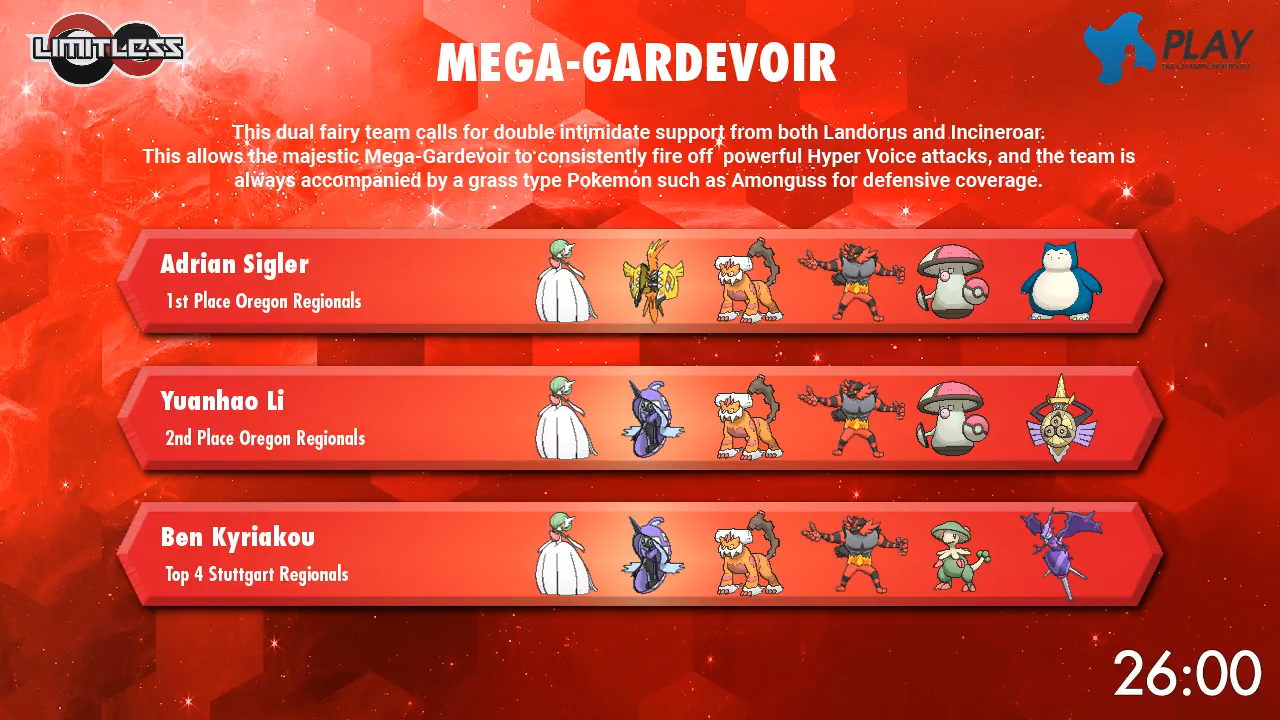 LIMITLESS
MEGA-GARDEVOIR
PLAY
This dual fairy team calls for double intimidate support from both Landorus and Incineroar.
This allows the majestic Mega-Gardevoir to consistently fire off powerful Hyper Voice attacks, and the team is
always accompanied by a grass type Pokemon such as Amonguss for defensive coverage.
Adrian Sigler
1st Place Oregon Regionals
Yuanhao Li
2nd Place Oregon Regionals
Ben Kyriakou
Top 4 Stuttgart Regionals
26:00